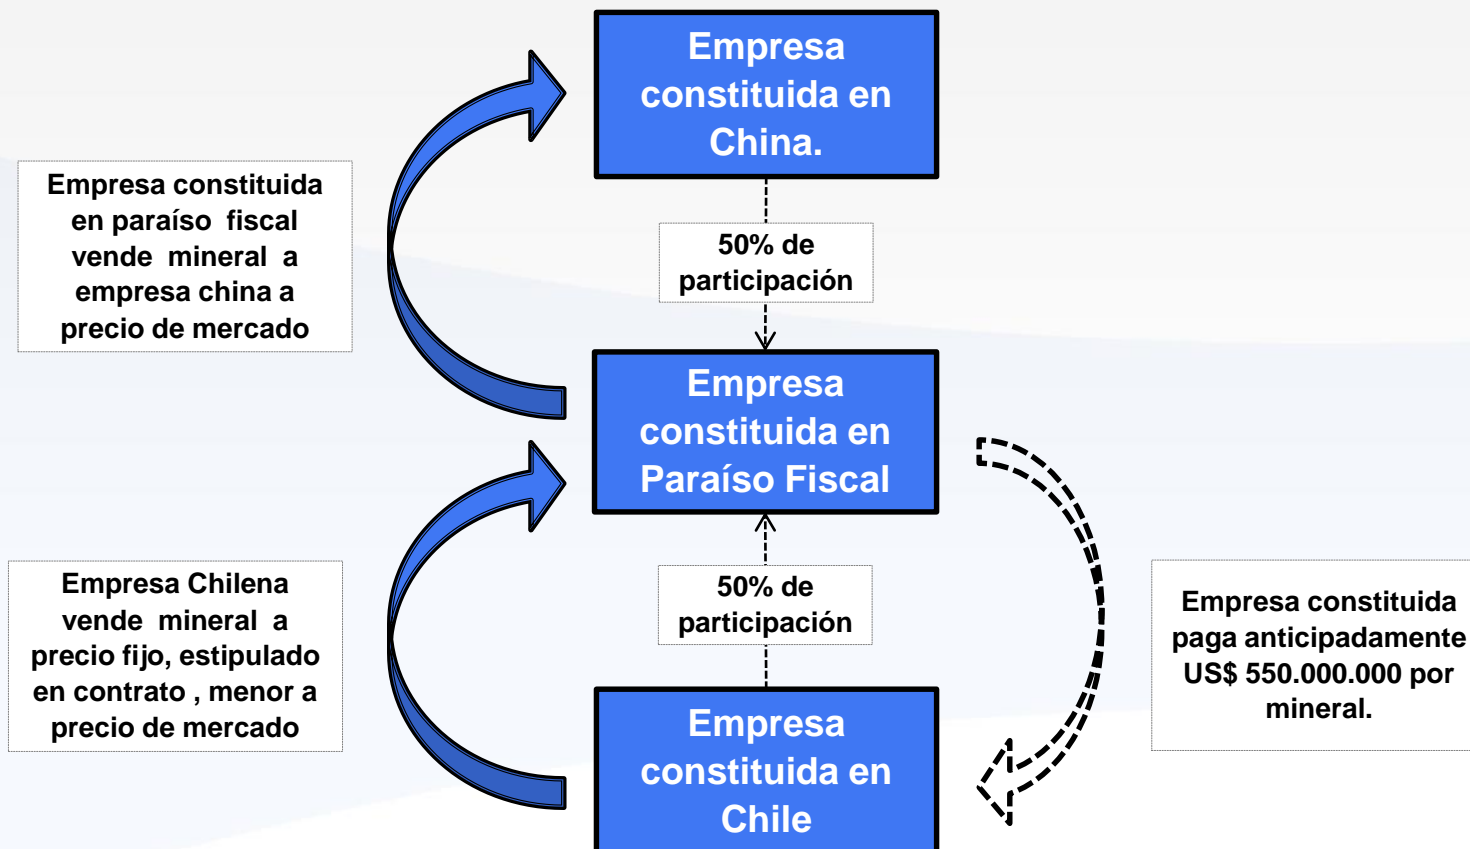 Empresa
constituida en
China.
Empresa constituida
en paraíso fiscal
vende mineral a
empresa china a
precio de mercado
50% de
participación
Empresa
constituida en
Paraíso Fiscal
Empresa Chilena
vende mineral a
precio fijo, estipulado
en contrato , menor a
precio de mercado
50% de
participación
Empresa constituida
paga anticipadamente
US$ 550.000.000 por
mineral.
Empresa
constituida en
Chile